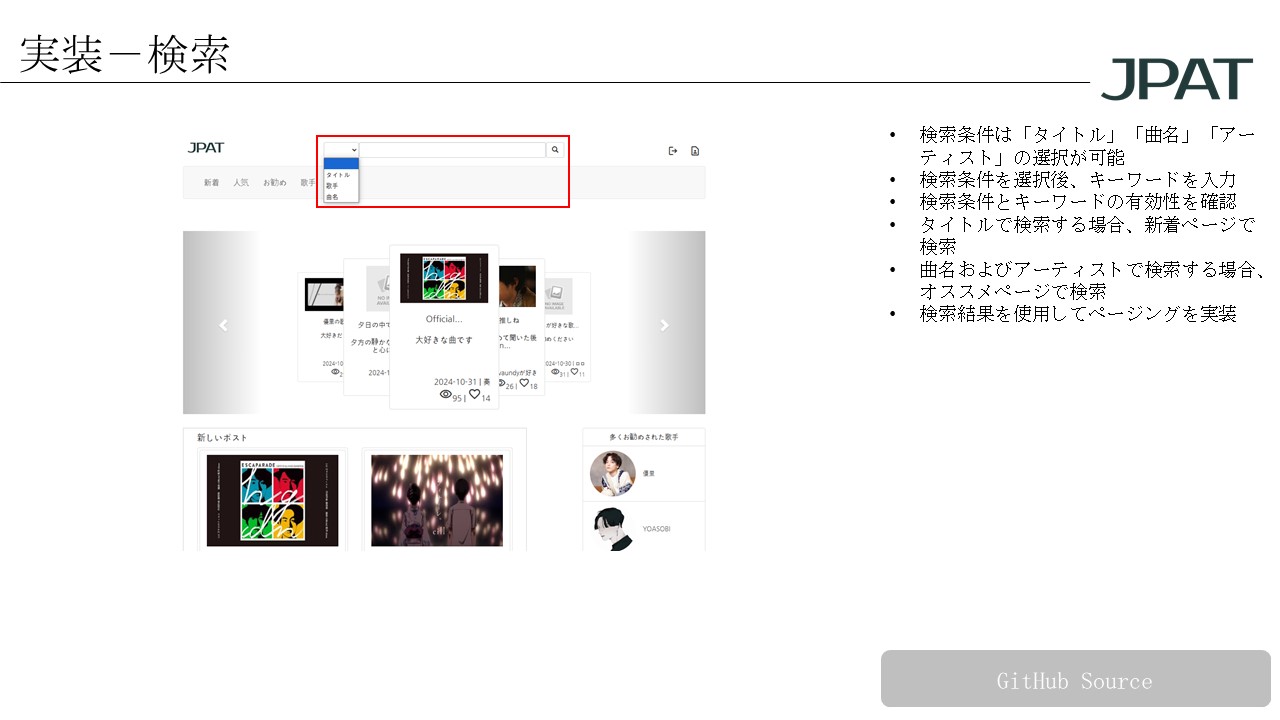 実装－検索
JPAT
• 検索条件は「タイトル」「曲名」「アー
ティスト」の選択が可能
• 検索条件を選択後、キーワードを入力
• 検索条件とキーワードの有効性を確認
• タイトルで検索する場合、新着ページで
検索
• 曲名およびアーティストで検索する場合、
オススメページで検索
• 検索結果を使用してページングを実装
JPAT
タイトル
歌手
曲名
新着 人気 お勧め 歌手
Official...
大好きな曲です
2024-10-31 | 奏
95 | 14
夕日の中で
夕方の静かな
と心に
2024-1
大好きだ
2024-10-
推しね
めて聞いた後
n...
vaundyが好き
26 | 18
が好きな歌...
めください
2024-10-30 |
31 | 11
新しいポスト
ESCAPARADE
多くお勧めされた歌手
優里
YOASOBI
GitHub Source